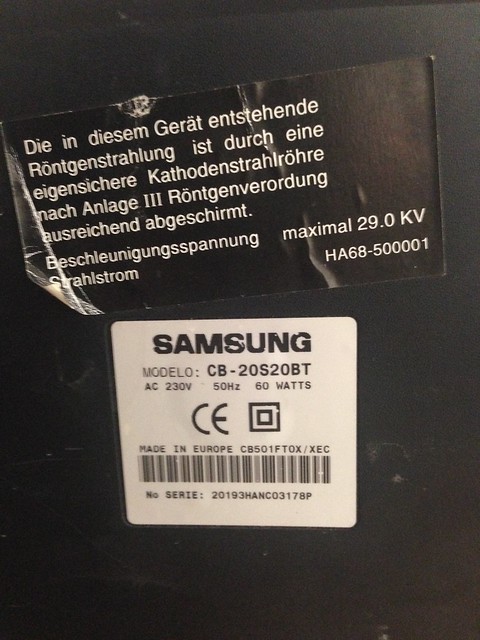 Die in diesem Gerät entstehende
Röntgenstrahlung ist durch eine
eigensichere Kathodenstrahlröhre
nach Anlage III Röntgenverordung
ausreichend abgeschirmt.
Beschleunigungsspannung maximal 29.0 KV
Strahlstrom HA68-500001
SAMSUNG
MODELO: CB-20S20BT
AC 230V 50Hz 60 WATTS
CE
MADE IN EUROPE CB501FTOX/XEC
No SERIE: 20193HANC03178P